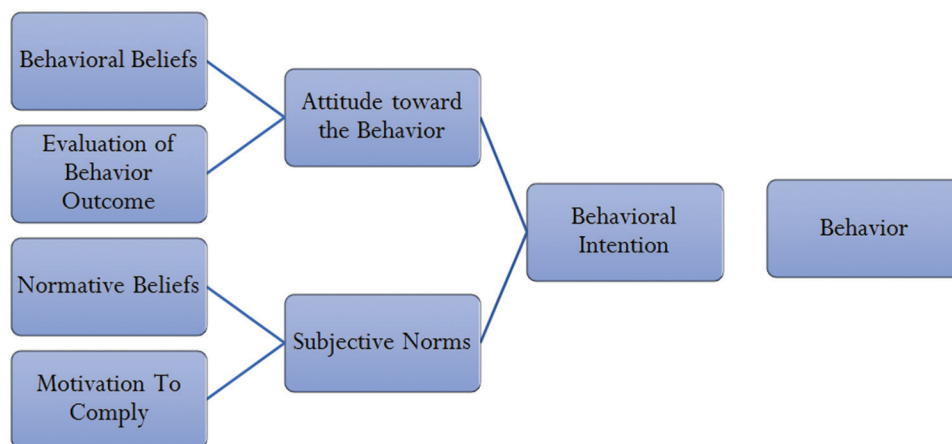 Behavioral Beliefs
Evaluation of
Behavior
Outcome
Normative Beliefs
Motivation To
Comply
Attitude toward
the Behavior
Subjective Norms
Behavioral
Intention
Behavior